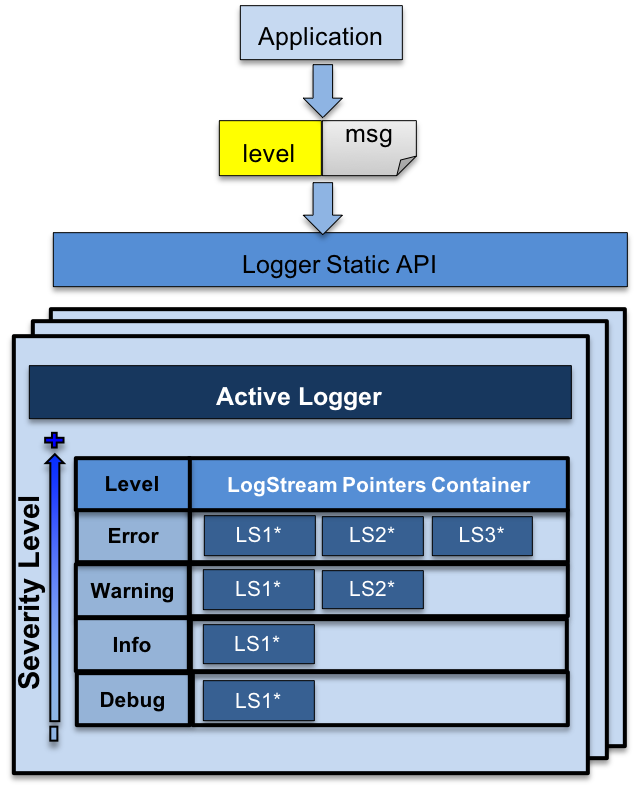 Application
level
msg
Logger Static API
Active Logger
Severity Level
Level
LogStream Pointers Container
Error
LS1*
LS2*
LS3*
Warning
LS1*
LS2*
Info
LS1*
Debug
LS1*